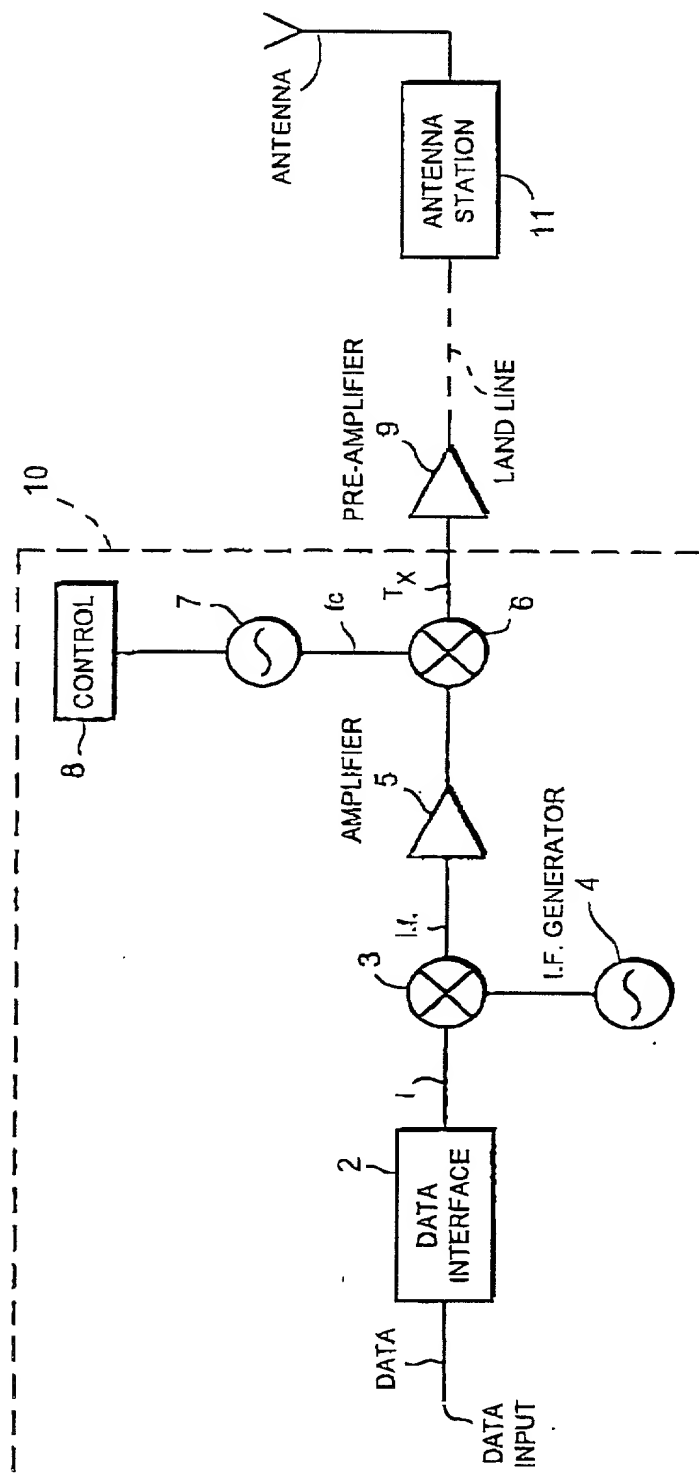 10
CONTROL
8
7
fc
DATA INPUT
DATA
DATA
INTERFACE
2
I
3
I.f.
I.F. GENERATOR
4
AMPLIFIER
5
6
TX
PRE-AMPLIFIER
9
LAND LINE
ANTENNA
STATION
11
ANTENNA